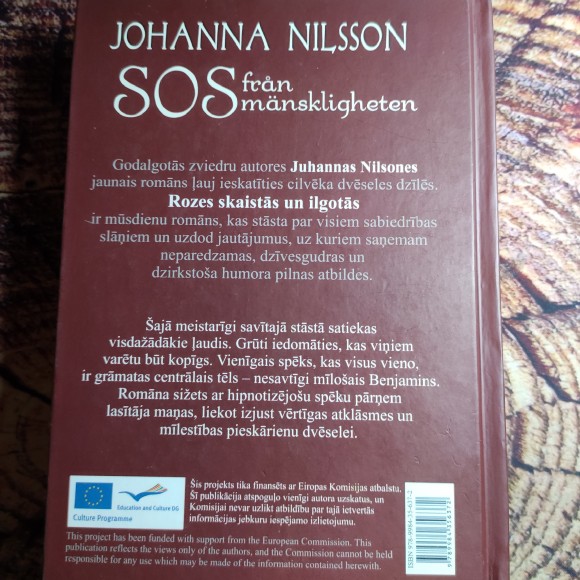 JOHANNA NILSSON
SOS från
mänskligheten
Godalgotās zviedru autores Juhannas Nilsones
jaunais romāns ļauj ieskatīties cilvēka dvēseles dzīlēs.
Rozes skaistās un ilgotās
ir mūsdienu romāns, kas stāsta par visiem sabiedrības
slāņiem un uzdod jautājumus, uz kuriem saņemam
neparedzamas, dzīvesgudras un
dzirkstoša humora pilnas atbildes.
Šajā meistarīgi savītajā stāstā satiekas
visdažādākie ļaudis. Grūti iedomāties, kas viņiem
varētu būt kopīgs. Vienīgais spēks, kas visus vieno,
ir grāmatas centrālais tēls – nesavtīgi mīlošais Benjamins.
Romāna sižets ar hipnotizējošu spēku pārņem
lasītāja maņas, liekot izjust vērtīgas atklāsmes un
mīlestības pieskārienu dvēselei.
Education and Culture DG
Culture Programme
Šis projekts tika finansēts ar Eiropas Komisijas atbalstu.
Šī publikācija atspoguļo vienīgi autora uzskatus, un
Komisijai nevar uzlikt atbildību par tajā ietvertās
informācijas jebkuru iespējamo izlietojumu.
This project has been funded with support from the European Commission. This
publication reflects the views only of the authors, and the Commission cannot be held
responsible for any use which may be made of the information contained herewith.
ISBN 978-9984-35-637-2